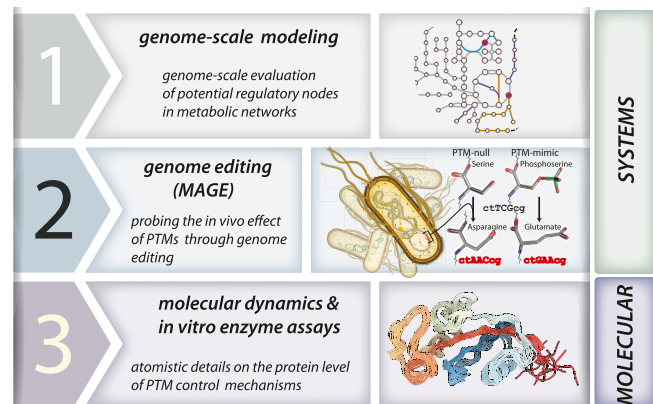 1
genome-scale modeling
genome-scale evaluation
of potential regulatory nodes
in metabolic networks
2
genome editing
(MAGE)
probing the in vivo effect
of PTMs through genome
editing
PTM-null
Serine
PTM-mimic
Phosphoserine
ctTCGcg
Asparagine
Glutamate
ctAACcg
ctGAAcg
SYSTEMS
3
molecular dynamics &
in vitro enzyme assays
atomistic details on the protein level
of PTM control mechanisms
MOLECULAR